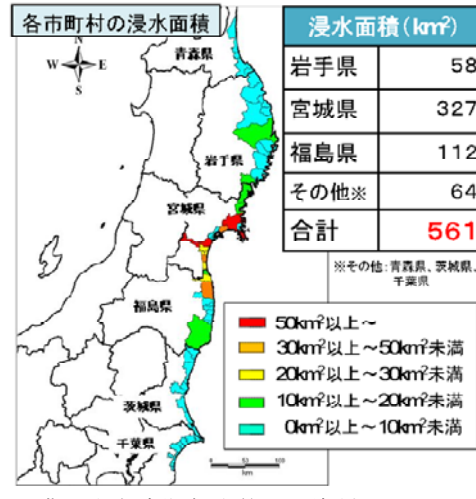 各市町村の浸水面積
N
W E
S
青森県
岩手県
宮城県
福島県
茨城県
千葉県
浸水面積(km²)
岩手県 58
宮城県 327
福島県 112
その他※ 64
合計 561
※その他:青森県、茨城県、
千葉県
50km²以上~
30km²以上~50km²未満
20km²以上~30km²未満
10km²以上~20km²未満
0km²以上~10km²未満
km